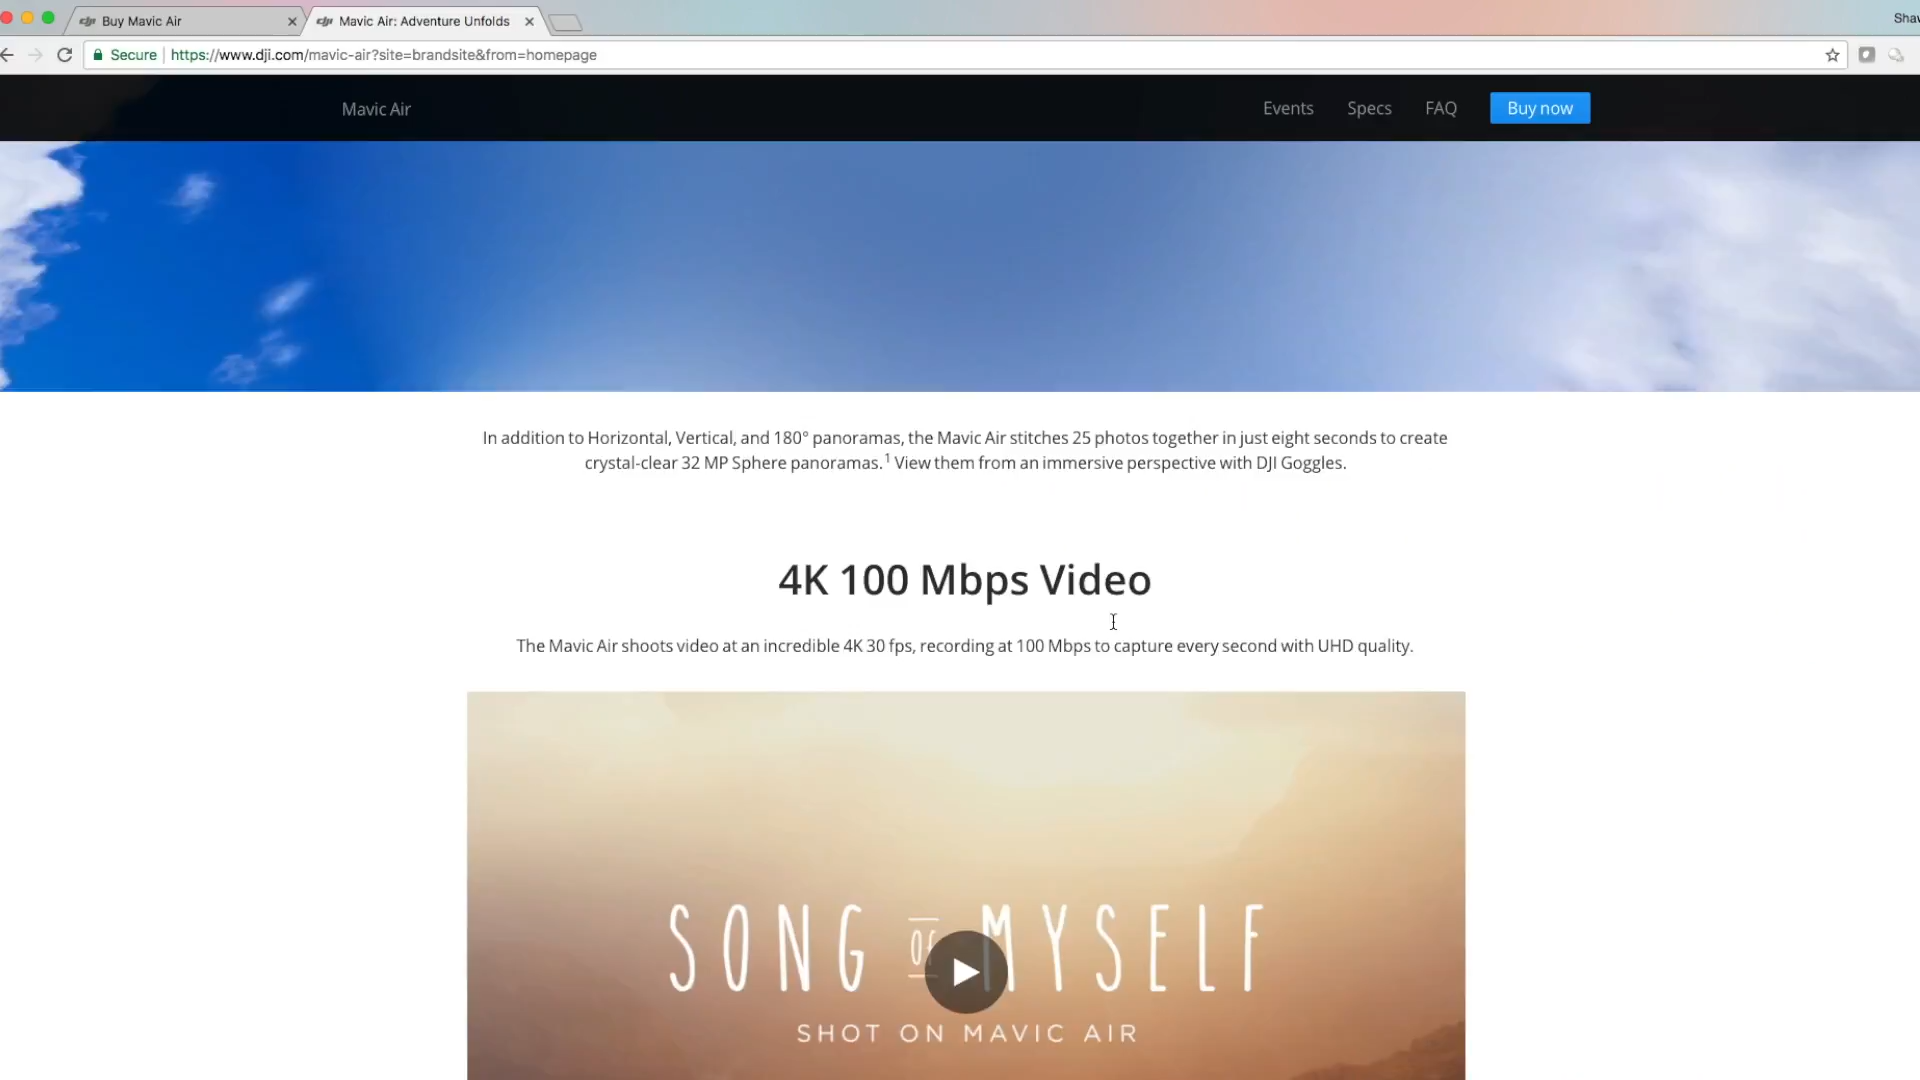 Buy Mavic Air
Mavic Air: Adventure Unfolds
Secure
https://www.dji.com/mavic-air?site=brandsite&from=homepage
Mavic Air
Events
Specs
FAQ
Buy now
In addition to Horizontal, Vertical, and 180° panoramas, the Mavic Air stitches 25 photos together in just eight seconds to create
crystal-clear 32 MP Sphere panoramas.¹ View them from an immersive perspective with DJI Goggles.
4K 100 Mbps Video
The Mavic Air shoots video at an incredible 4K 30 fps, recording at 100 Mbps to capture every second with UHD quality.
SONG OF MYSELF
SHOT ON MAVIC AIR